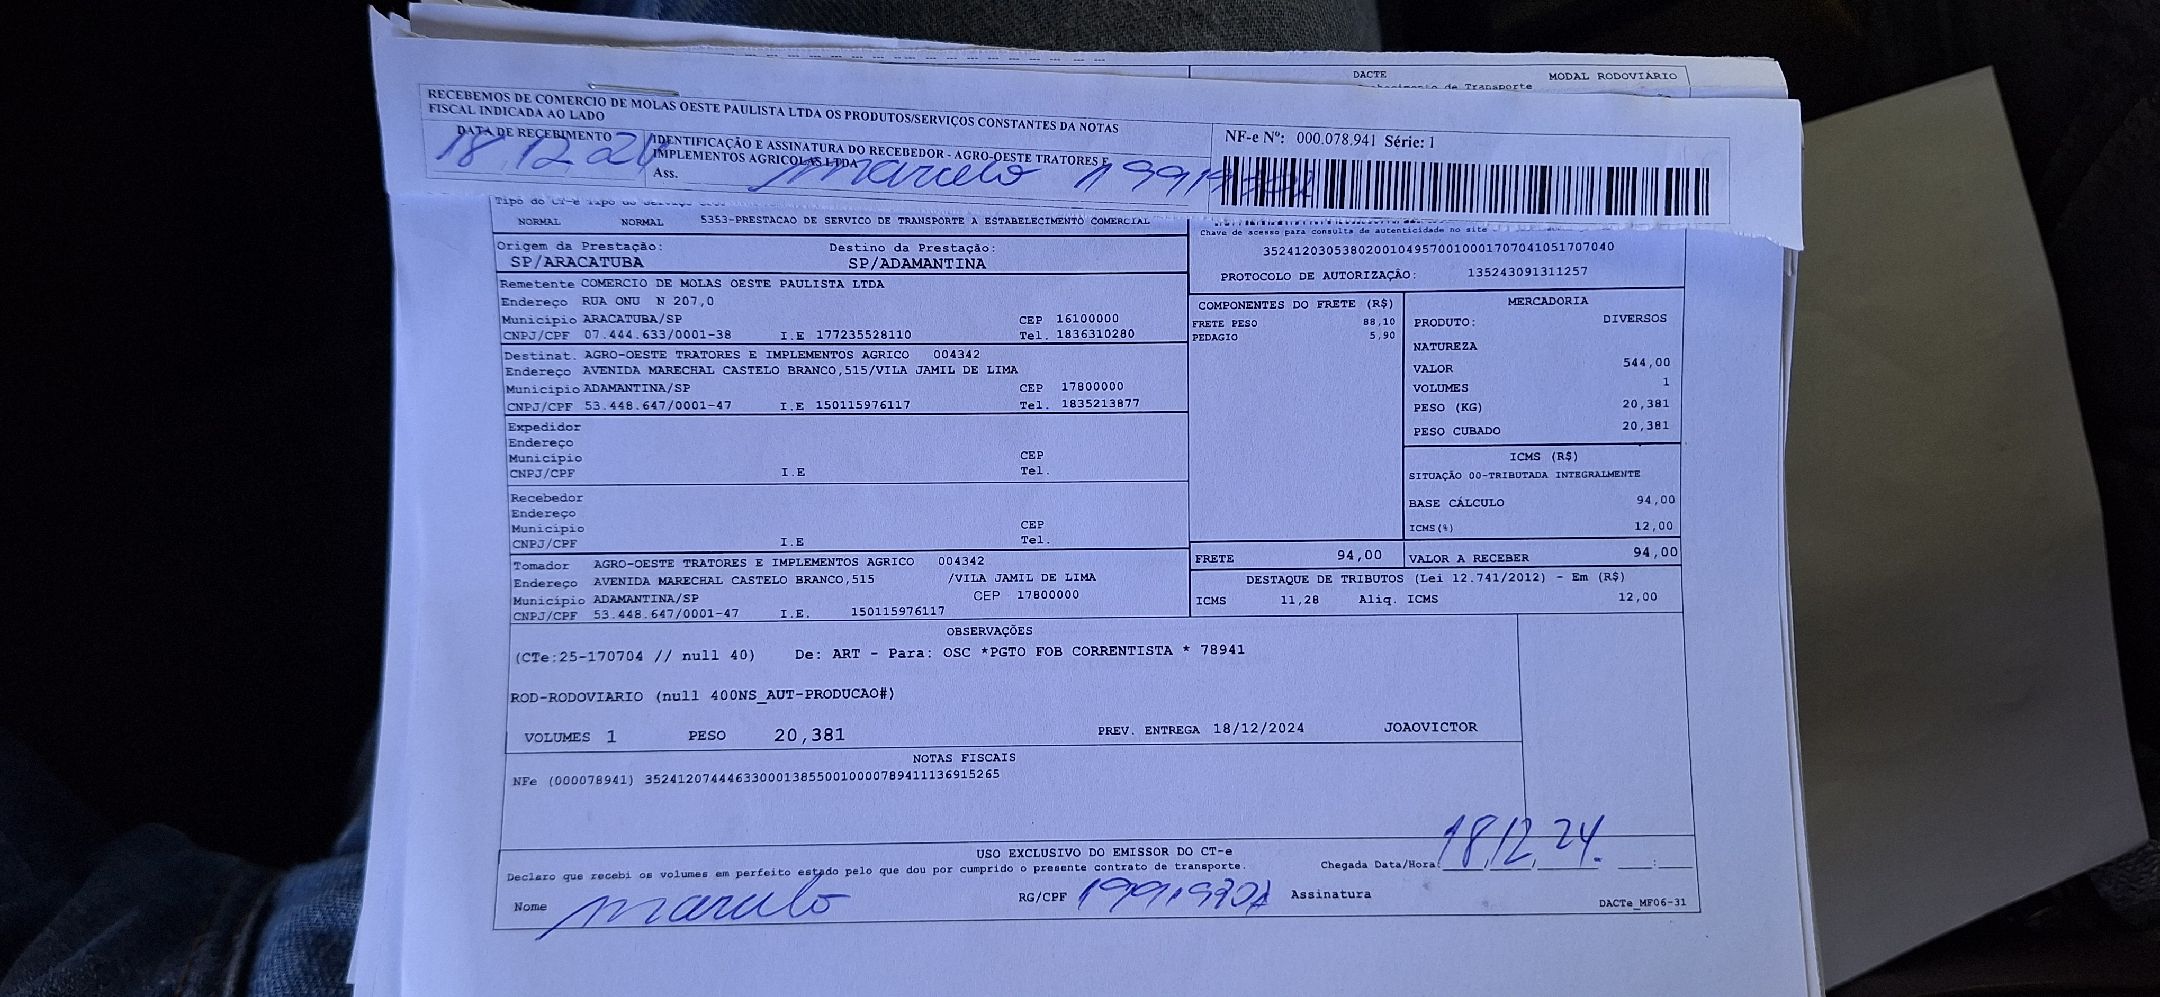 DACTE
MODAL RODOVIÁRIO
de Transporte
RECEBEMOS DE COMERCIO DE MOLAS OESTE PAULISTA LTDA OS PRODUTOS/SERVIÇOS CONSTANTES DA NOTAS
FISCAL INDICADA AO LADO
DATA DE RECEBIMENTO
18 12 24
IDENTIFICAÇÃO E ASSINATURA DO RECEBEDOR - AGRO-OESTE TRATORES E
IMPLEMENTOS AGRICOLAS LTDA
Ass. Marcelo
NF-e Nº: 000.078.941 Série: 1
Tipo do CT-e Tipo do Serviço
NORMAL NORMAL 5353-PRESTACAO DE SERVICO DE TRANSPORTE A ESTABELECIMENTO COMERCIAL
Origem da Prestação: Destino da Prestação:
SP/ARACATUBA SP/ADAMANTINA
Remetente COMERCIO DE MOLAS OESTE PAULISTA LTDA
Endereço RUA ONU N 207,0
Município ARACATUBA/SP CEP 16100000
CNPJ/CPF 07.444.633/0001-38 I.E 177235528110 Tel. 1836310280
Destinat. AGRO-OESTE TRATORES E IMPLEMENTOS AGRICO 004342
Endereço AVENIDA MARECHAL CASTELO BRANCO,515/VILA JAMIL DE LIMA
Município ADAMANTINA/SP CEP 17800000
CNPJ/CPF 53.448.647/0001-47 I.E 150115976117 Tel. 1835213877
Expedidor
Endereço
Município CEP
CNPJ/CPF I.E Tel.
Recebedor
Endereço
Município CEP
CNPJ/CPF I.E Tel.
Tomador AGRO-OESTE TRATORES E IMPLEMENTOS AGRICO 004342
Endereço AVENIDA MARECHAL CASTELO BRANCO,515 /VILA JAMIL DE LIMA
Município ADAMANTINA/SP CEP 17800000
CNPJ/CPF 53.448.647/0001-47 I.E. 150115976117
Chave de acesso para consulta de autenticidade no site
35241203053802001049570010001707041051707040
PROTOCOLO DE AUTORIZAÇÃO: 135243091311257
COMPONENTES DO FRETE (R$)
FRETE PESO 88,10
PEDAGIO 5,90
MERCADORIA
PRODUTO: DIVERSOS
NATUREZA
VALOR 544,00
VOLUMES 1
PESO (KG) 20,381
PESO CUBADO 20,381
ICMS (R$)
SITUAÇÃO 00-TRIBUTADA INTEGRALMENTE
BASE CÁLCULO 94,00
ICMS(%) 12,00
FRETE 94,00 VALOR A RECEBER 94,00
DESTAQUE DE TRIBUTOS (Lei 12.741/2012) - Em (R$)
ICMS 11,28 Aliq. ICMS 12,00
OBSERVAÇÕES
(CTe:25-170704 // null 40) De: ART - Para: OSC *PGTO FOB CORRENTISTA * 78941
ROD-RODOVIARIO (null 400NS_AUT-PRODUCAO#)
VOLUMES 1 PESO 20,381 PREV. ENTREGA 18/12/2024 JOAOVICTOR
NOTAS FISCAIS
NFe (000078941) 35241207444633000138550010000789411136915265
USO EXCLUSIVO DO EMISSOR DO CT-e
Declaro que recebi os volumes em perfeito estado pelo que dou por cumprido o presente contrato de transporte.
Chegada Data/Hora: 18/12/24.
Nome Marcelo RG/CPF Assinatura
DACTe_MF06-31